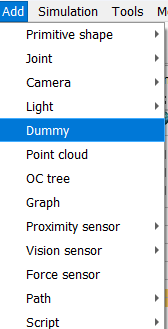 Add Simulation Tools
Primitive shape
Joint
Camera
Light
Dummy
Point cloud
OC tree
Graph
Proximity sensor
Vision sensor
Force sensor
Path
Script